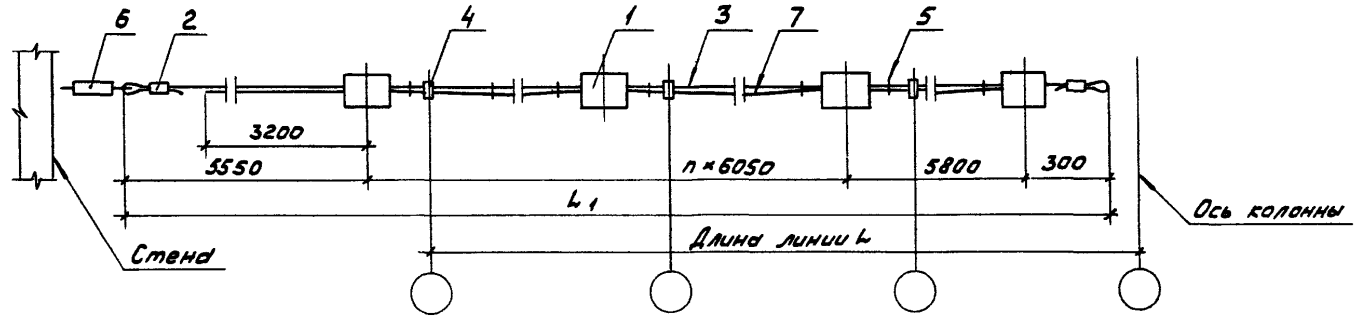 6 2 4 1 3 7 5
3200
5550 n×6050 5800 300
L1
Ось колонны
Длина линии L
Стенд